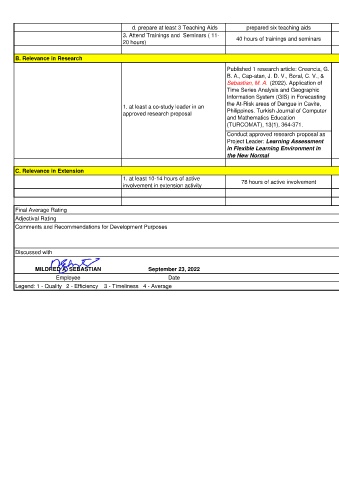 d. prepare at least 3 Teaching Aids
prepared six teaching aids
3. Attend Trainings and Seminars ( 11-
20 hours)
40 hours of trainings and seminars
B. Relevance in Research
1. at least a co-study leader in an
approved research proposal
Published 1 research article: Creencia, G.
B. A., Cap-atan, J. D. V., Boral, C. V., &
Sebastian, M. A. (2022). Application of
Time Series Analysis and Geographic
Information System (GIS) in Forecasting
the At-Risk areas of Dengue in Cavite,
Philippines. Turkish Journal of Computer
and Mathematics Education
(TURCOMAT), 13(1), 364-371.
Conduct approved research proposal as
Project Leader: Learning Assessment
in Flexible Learning Environment in
the New Normal
C. Relevance in Extension
1. at least 10-14 hours of active
involvement in extension activity
78 hours of active involvement
Final Average Rating
Adjectival Rating
Comments and Recommendations for Development Purposes
Discussed with
MILDRED A. SEBASTIAN
September 23, 2022
Employee
Date
Legend: 1 - Quality 2 - Efficiency 3 - Timeliness 4 - Average